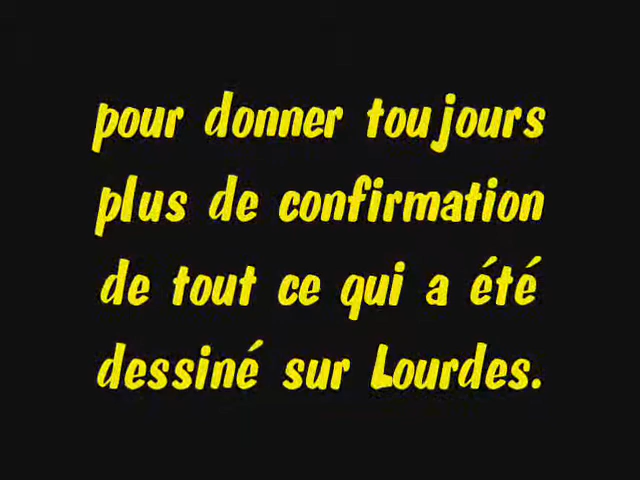 pour donner toujours
plus de confirmation
de tout ce qui a été
dessiné sur Lourdes.